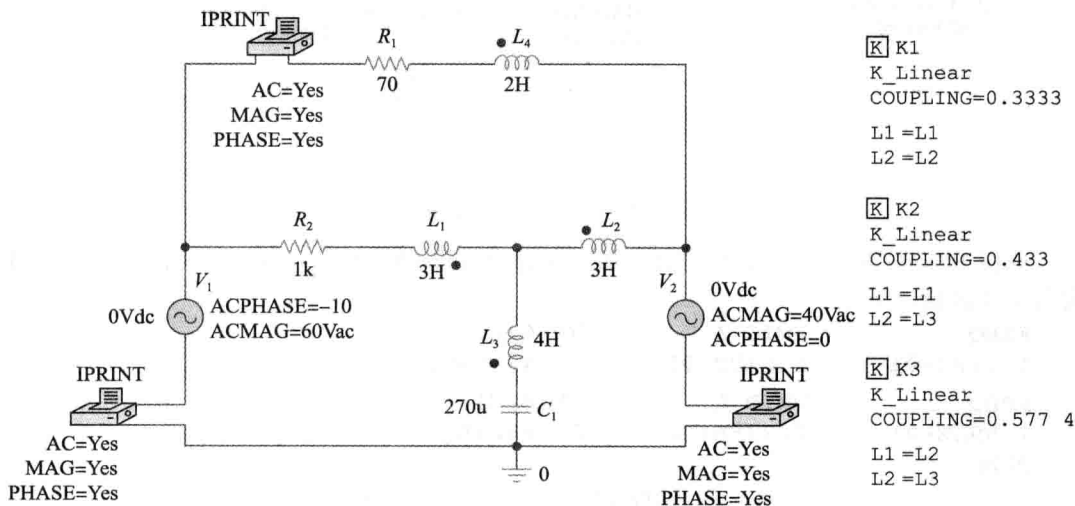 IPRINT
R₁
L₄
70
2H
AC=Yes
MAG=Yes
PHASE=Yes
R₂
L₁
L₂
1k
3H
3H
V₁
0Vdc
ACPHASE=−10
ACMAG=60Vac
V₂
0Vdc
ACMAG=40Vac
ACPHASE=0
L₃
4H
IPRINT
AC=Yes
MAG=Yes
PHASE=Yes
270u
C₁
0
IPRINT
AC=Yes
MAG=Yes
PHASE=Yes
K K1
K_Linear
COUPLING=0.3333
L1 =L1
L2 =L2
K K2
K_Linear
COUPLING=0.433
L1 =L1
L2 =L3
K K3
K_Linear
COUPLING=0.577 4
L1 =L2
L2 =L3